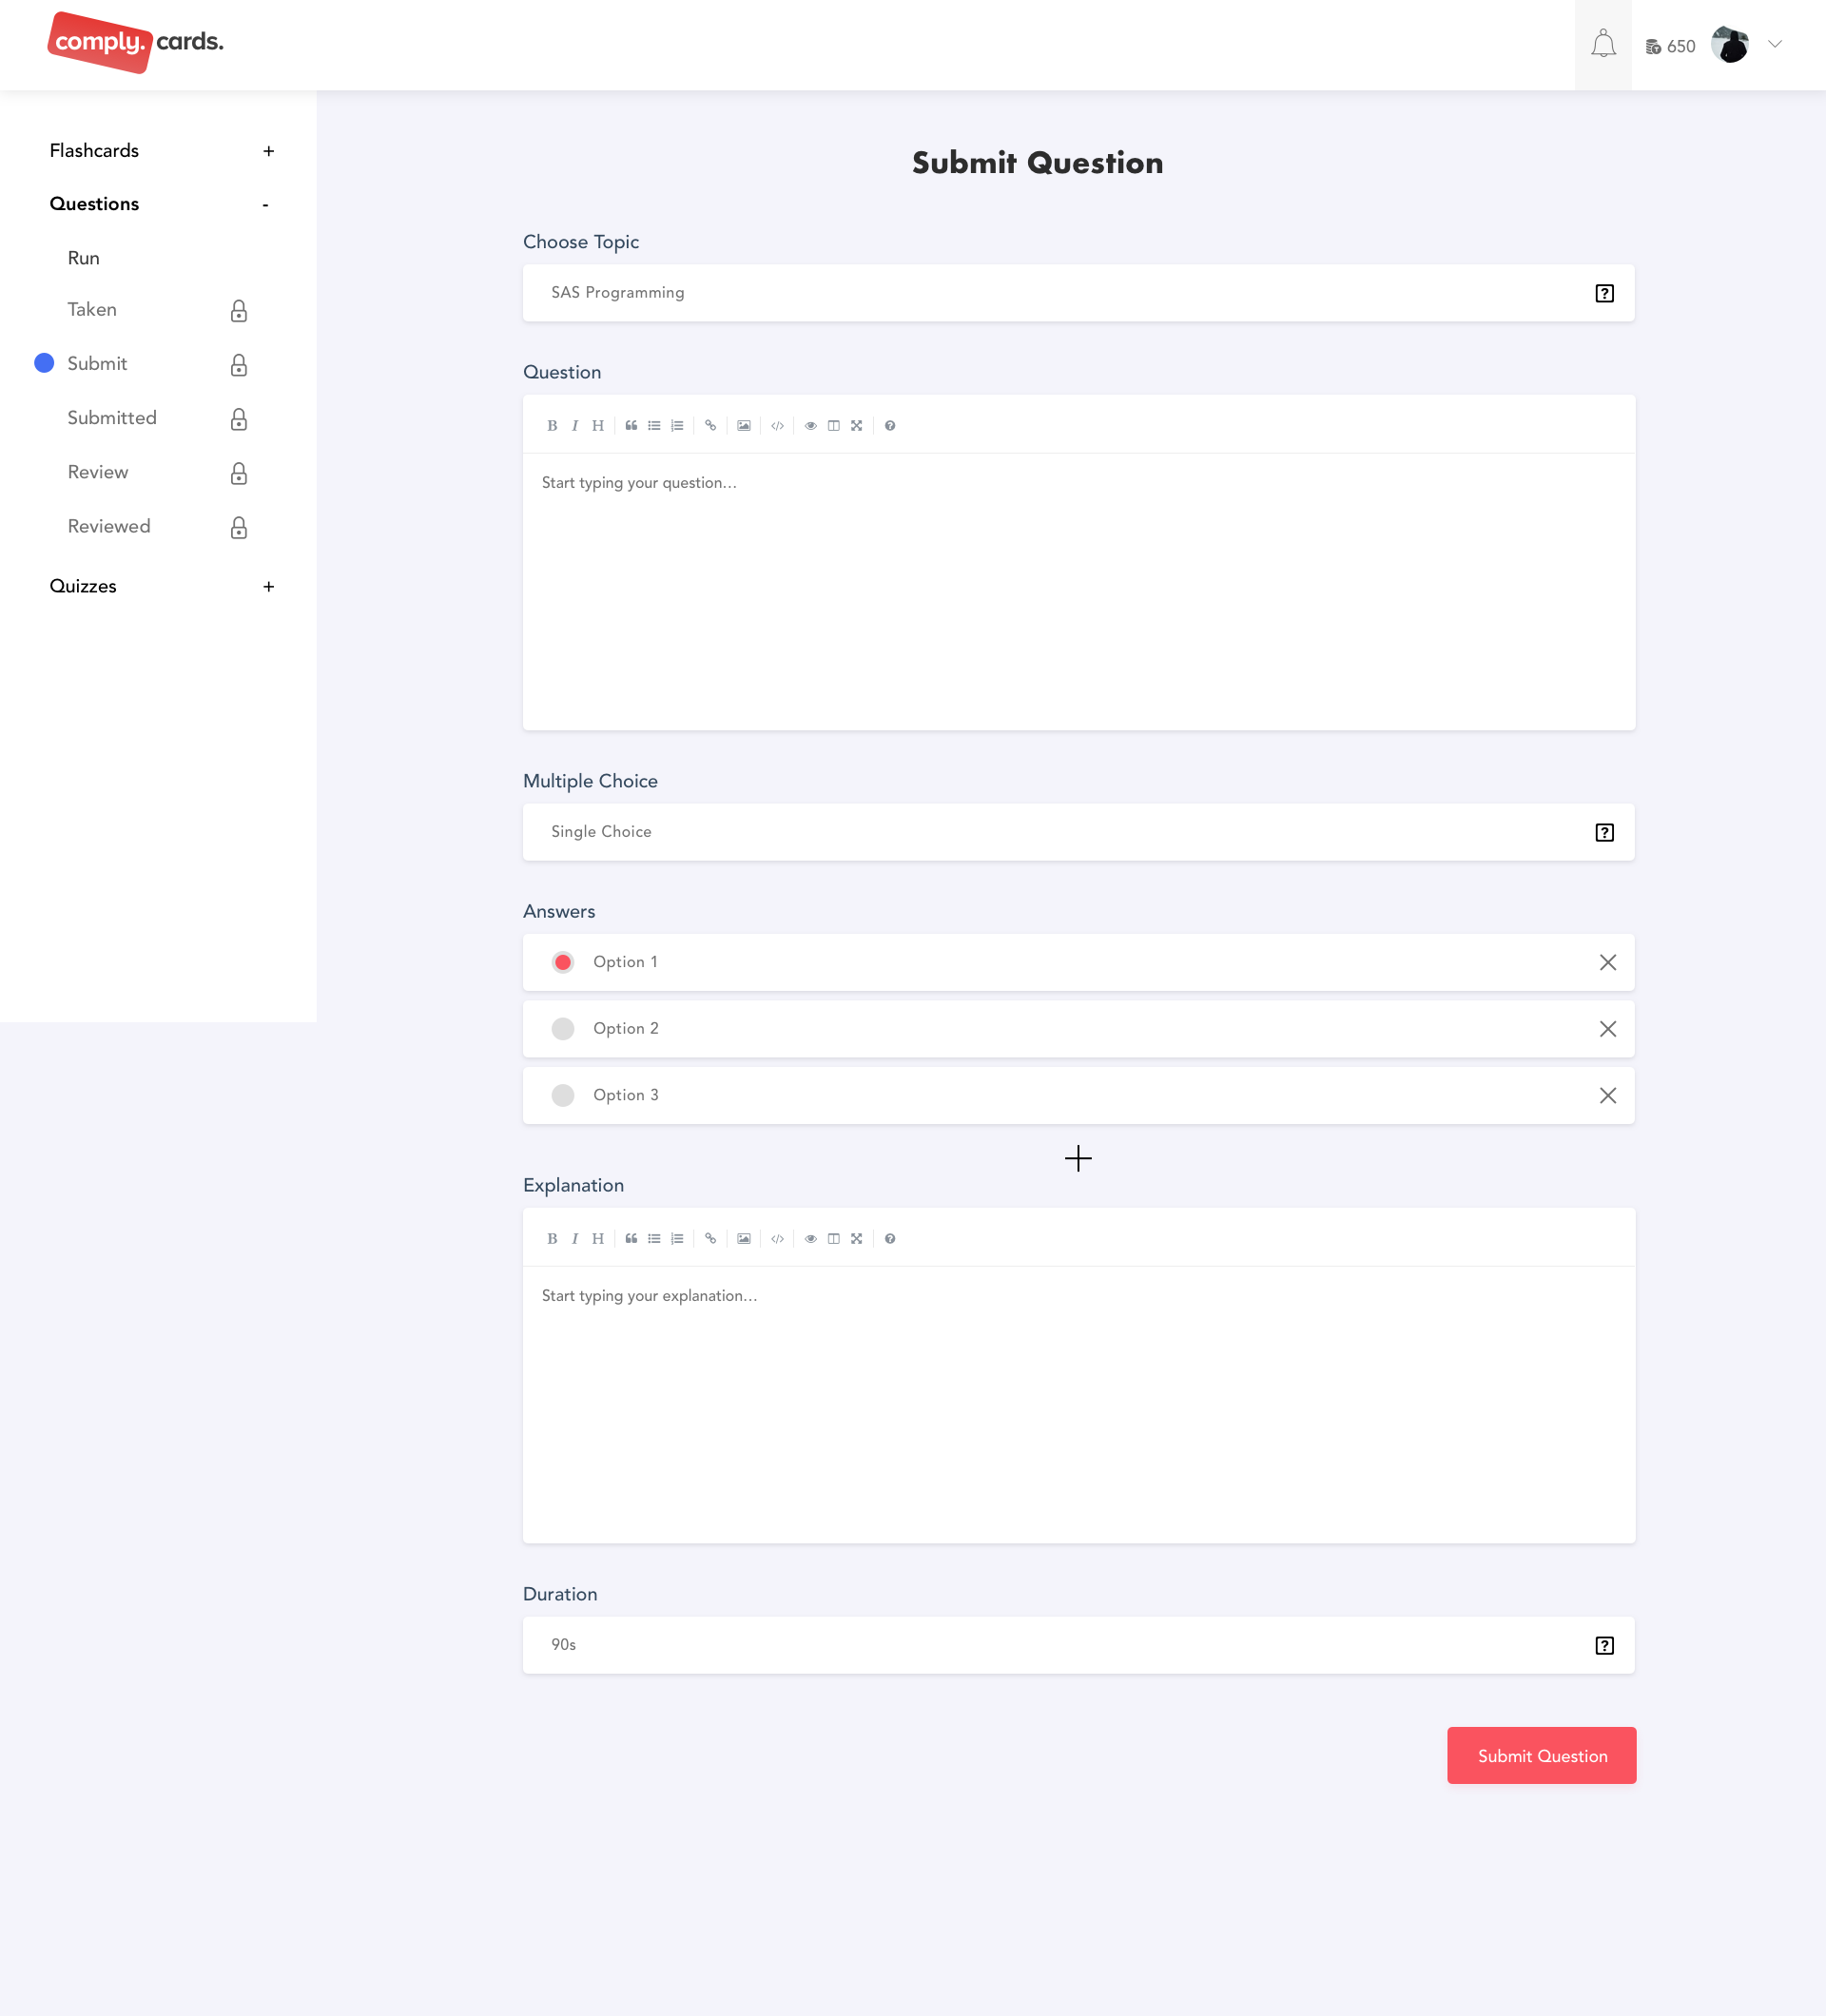 comply. cards.
650
Flashcards +
Questions -
Run
Taken
Submit
Submitted
Review
Reviewed
Quizzes +
Submit Question
Choose Topic
SAS Programming
Question
B I H
Start typing your question...
Multiple Choice
Single Choice
Answers
Option 1
Option 2
Option 3
Explanation
B I H
Start typing your explanation...
Duration
90s
Submit Question